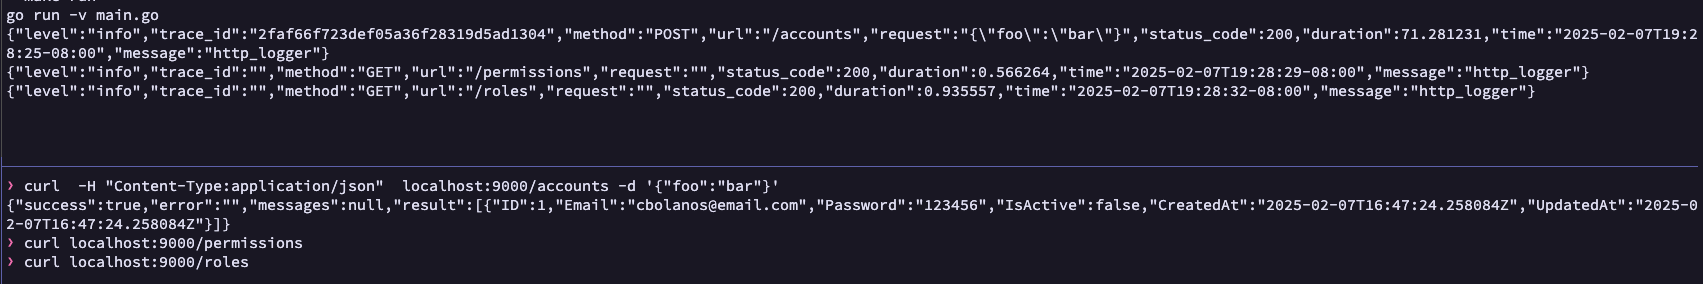 go run -v main.go
{"level":"info","trace_id":"2faf66f723def05a36f28319d5ad1304","method":"POST","url":"/accounts","request":"{\"foo\":\"bar\"}","status_code":200,"duration":71.281231,"time":"2025-02-07T19:2
8:25-08:00","message":"http_logger"}
{"level":"info","trace_id":"","method":"GET","url":"/permissions","request":"","status_code":200,"duration":0.566264,"time":"2025-02-07T19:28:29-08:00","message":"http_logger"}
{"level":"info","trace_id":"","method":"GET","url":"/roles","request":"","status_code":200,"duration":0.935557,"time":"2025-02-07T19:28:32-08:00","message":"http_logger"}
❯ curl  -H "Content-Type:application/json"  localhost:9000/accounts -d '{"foo":"bar"}'
{"success":true,"error":"","messages":null,"result":[{"ID":1,"Email":"cbolanos@email.com","Password":"123456","IsActive":false,"CreatedAt":"2025-02-07T16:47:24.258084Z","UpdatedAt":"2025-0
2-07T16:47:24.258084Z"}]}
❯ curl localhost:9000/permissions
❯ curl localhost:9000/roles